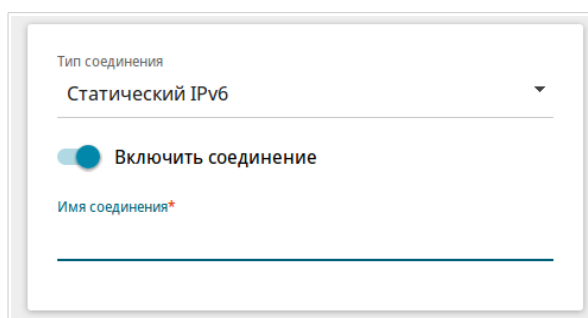 Тип соединения
Статический IPv6
Включить соединение
Имя соединения*